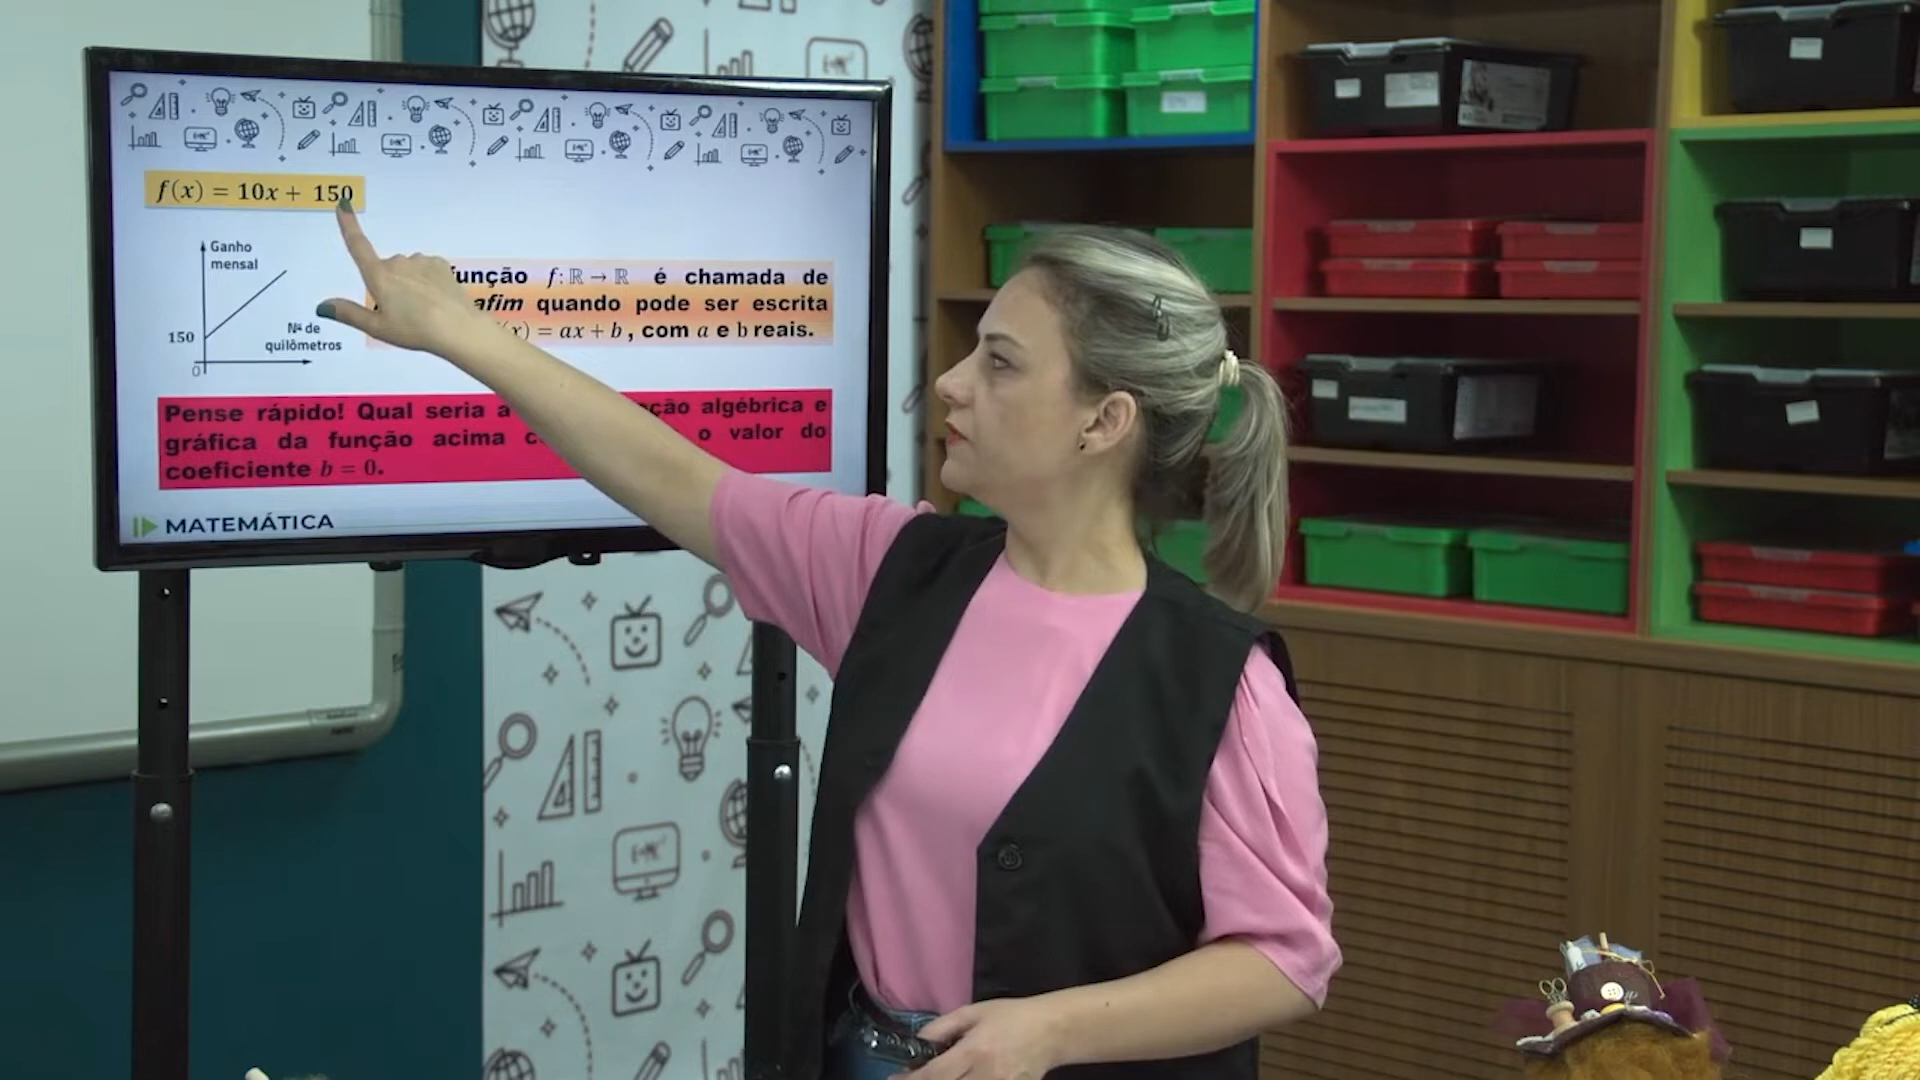 f(x) = 10x + 150
Ganho
mensal
150
0
Nº de
quilômetros
função f: ℝ → ℝ é chamada de
afim quando pode ser escrita
(x) = ax + b, com a e b reais.
Pense rápido! Qual seria a
algébrica e
gráfica da função acima
o valor do
coeficiente b = 0.
MATEMÁTICA